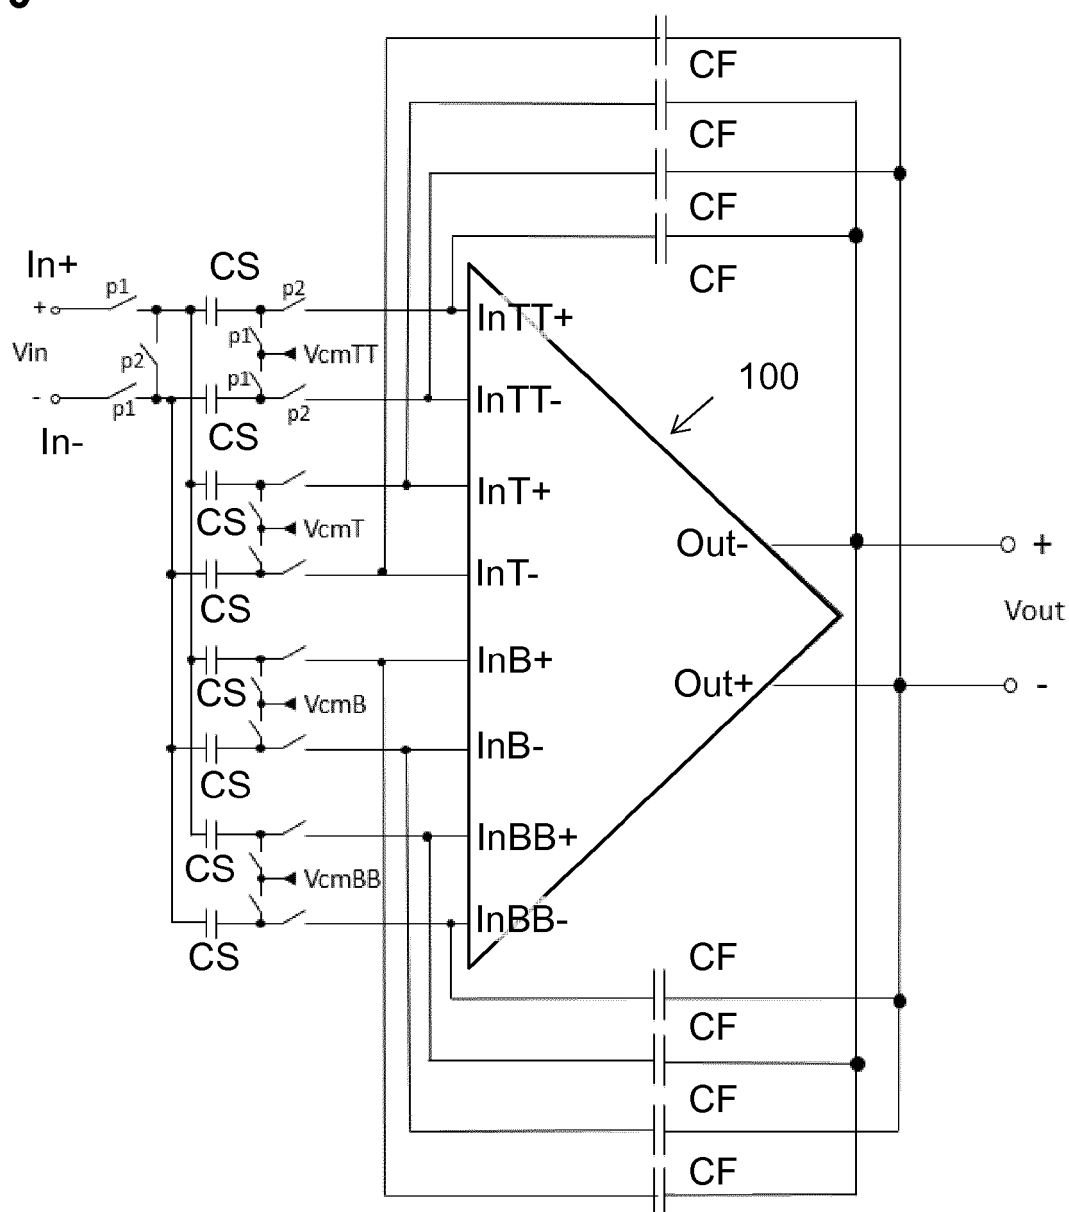 CF
CF
CF
CF
In+
CS
p1
p2
+
InTT+
p1
Vin
p2
VcmTT
p1
100
-
p1
p2
InTT-
In-
CS
InT+
CS
VcmT
Out-
+
InT-
CS
Vout
InB+
CS
VcmB
Out+
-
InB-
CS
InBB+
CS
VcmBB
InBB-
CS
CF
CF
CF
CF